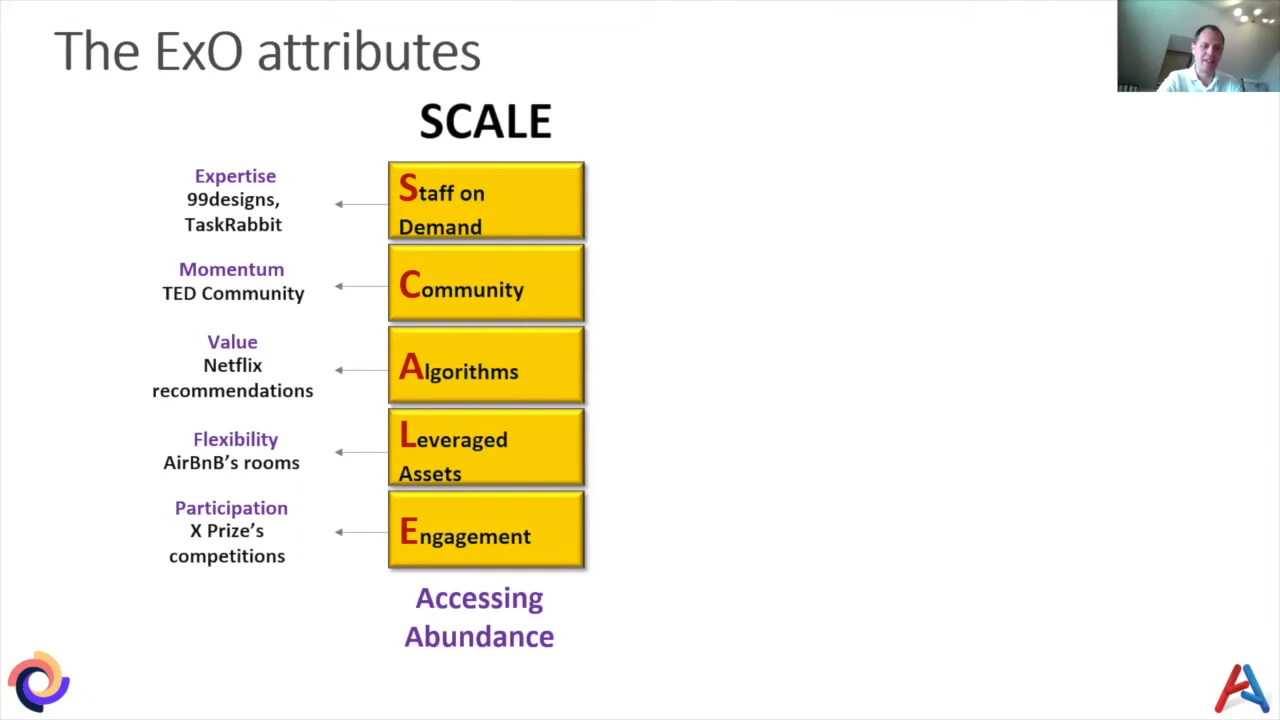 The ExO attributes
SCALE
Expertise
99designs,
TaskRabbit
Staff on
Demand
Momentum
TED Community
Community
Value
Netflix
recommendations
Algorithms
Flexibility
AirBnB’s rooms
Leveraged
Assets
Participation
X Prize’s
competitions
Engagement
Accessing
Abundance